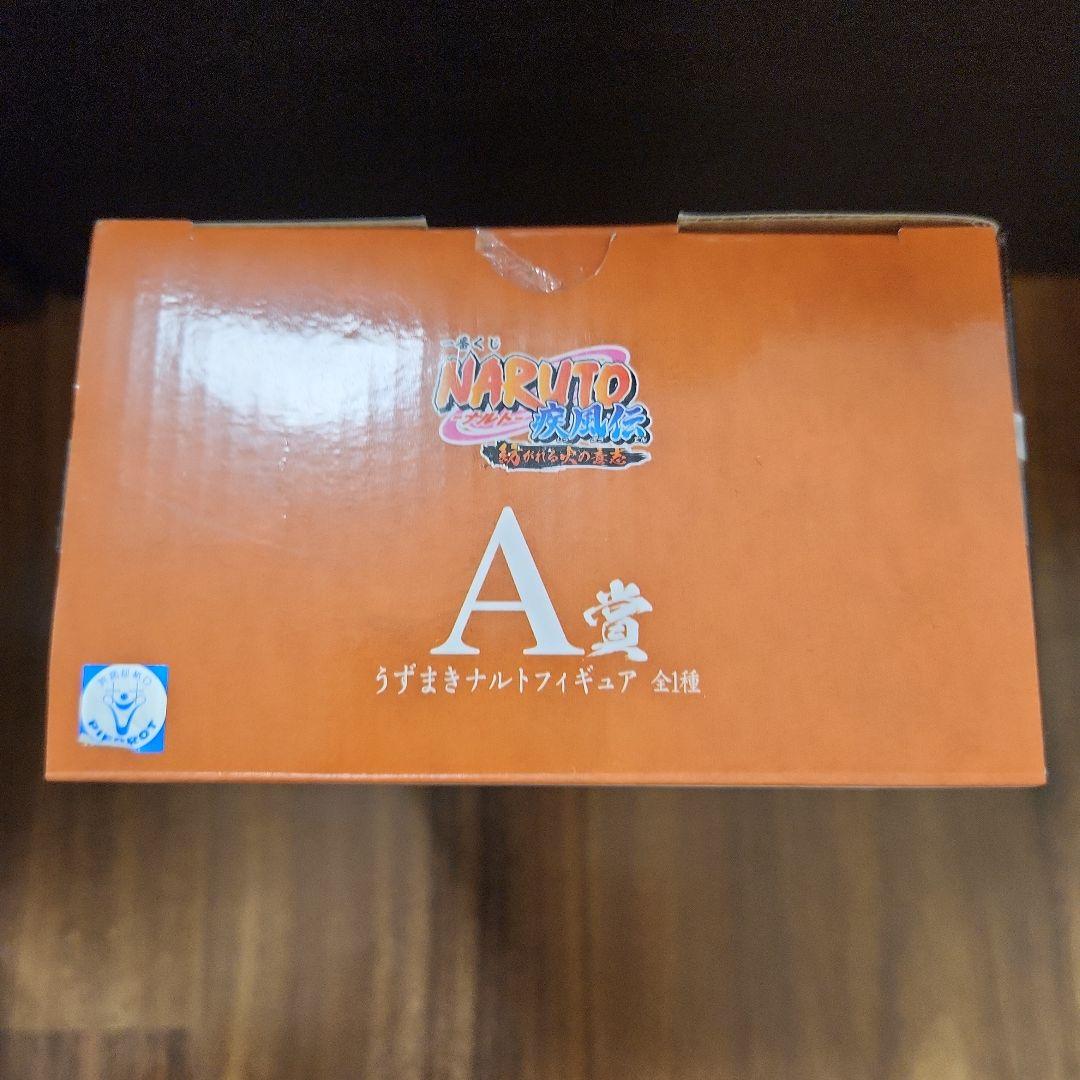 一番くじ
NARUTO
-ナルト-
疾風伝
紡がれる火の意志
A賞
うずまきナルトフィギュア 全1種
PIERROT